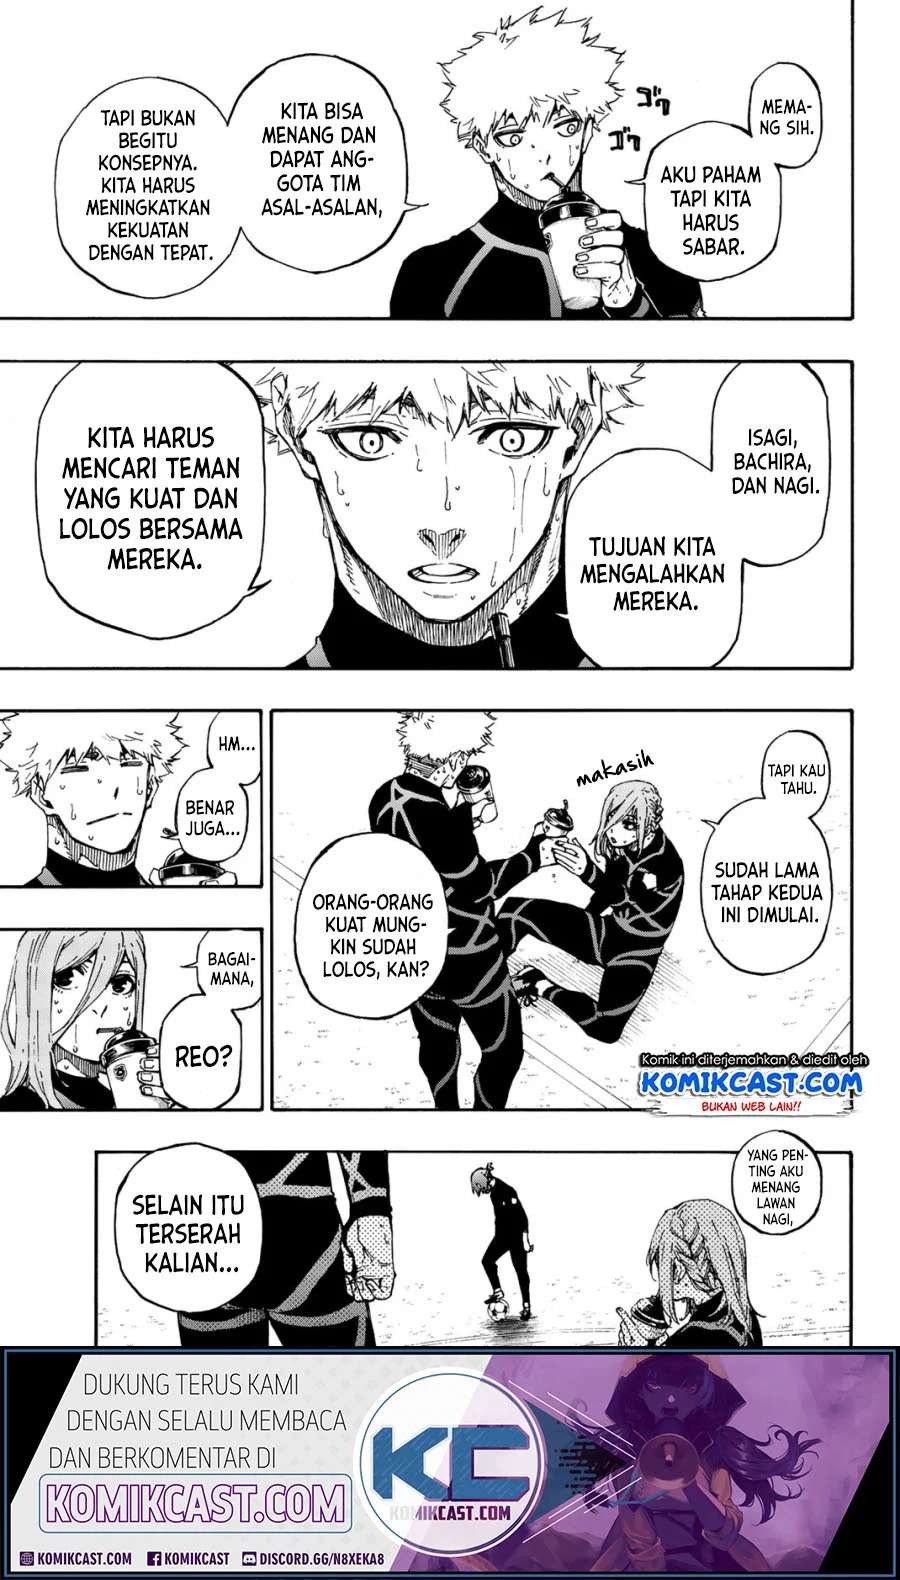 MEMA-
NG SIH.
AKU PAHAM
TAPI KITA
HARUS
SABAR.
ゴク
ゴク
KITA BISA
MENANG DAN
DAPAT ANG-
GOTA TIM
ASAL-ASALAN,
TAPI BUKAN
BEGITU
KONSEPNYA.
KITA HARUS
MENINGKATKAN
KEKUATAN
DENGAN TEPAT.
ISAGI,
BACHIRA,
DAN NAGI.
TUJUAN KITA
MENGALAHKAN
MEREKA.
KITA HARUS
MENCARI TEMAN
YANG KUAT DAN
LOLOS BERSAMA
MEREKA.
TAPI KAU
TAHU.
SUDAH LAMA
TAHAP KEDUA
INI DIMULAI.
makasih
ORANG-ORANG
KUAT MUNG-
KIN SUDAH
LOLOS, KAN?
HM...
BENAR
JUGA...
BAGAI-
MANA,
REO?
Komik ini diterjemahkan & diedit oleh
KOMIKCAST.COM
BUKAN WEB LAIN!!
YANG PEN-
TING AKU
MENANG
LAWAN
NAGI,
SELAIN ITU
TERSERAH
KALIAN...
DUKUNG TERUS KAMI
DENGAN SELALU MEMBACA
DAN BERKOMENTAR DI
KOMIKCAST.COM
KC
KOMIKCAST.COM
KOMIKCAST.COM
KOMIKCAST
DISCORD.GG/N8XEKA8